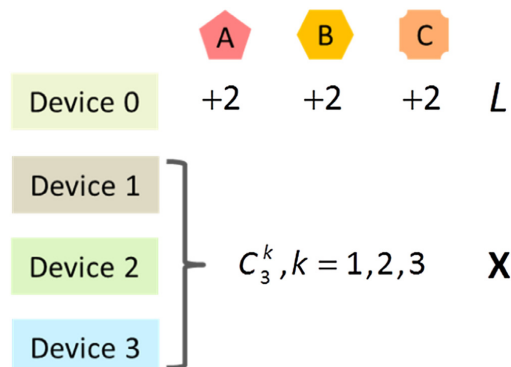 A B C
Device 0 +2 +2 +2 L
Device 1
Device 2 C₃ᵏ, k = 1,2,3 X
Device 3